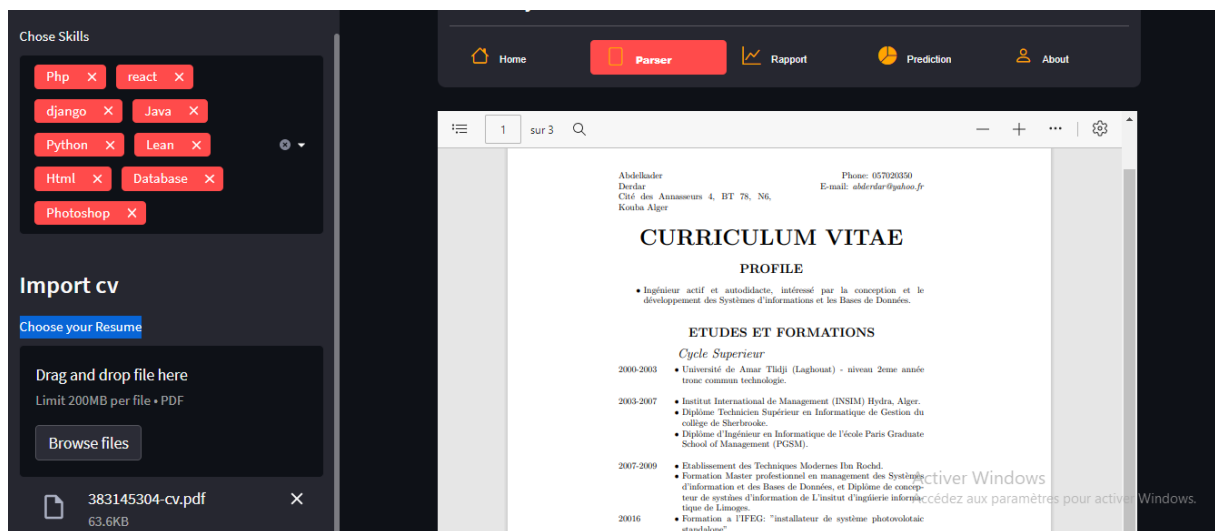 Chose Skills
Php
react
django
Java
Python
Lean
Html
Database
Photoshop
Import cv
Choose your Resume
Drag and drop file here
Limit 200MB per file • PDF
Browse files
383145304-cv.pdf
63.6KB
Home
Parser
Rapport
Prediction
About
1 sur 3
Abdelkader
Derdar
Cité des Annasseurs 4, BT 78, N6,
Kouba Alger
Phone: 057020350
E-mail: abderdar@yahoo.fr
CURRICULUM VITAE
PROFILE
• Ingénieur actif et autodidacte, intéressé par la conception et le
développement des Systèmes d'informations et les Bases de Données.
ETUDES ET FORMATIONS
Cycle Superieur
2000-2003 • Université de Amar Tlidji (Laghouat) - niveau 2eme année
tronc commun technologie.
2003-2007 • Institut International de Management (INSIM) Hydra, Alger.
• Diplôme Technicien Supérieur en Informatique de Gestion du
collège de Sherbrooke.
• Diplôme d'Ingénieur en Informatique de l'école Paris Graduate
School of Management (PGSM).
2007-2009 • Etablissement des Techniques Modernes Ibn Rochd.
• Formation Master professtionnel en management des Systèmes
d'information et des Bases de Données, et Diplôme de concep-
teur de systines d'information de L'insitut d'ingüierie informa-
tique de Limoges.
20016 • Formation a l'IFEG: "installateur de système photovolotaic
standalone"
Activer Windows
Accédez aux paramètres pour activer Windows.